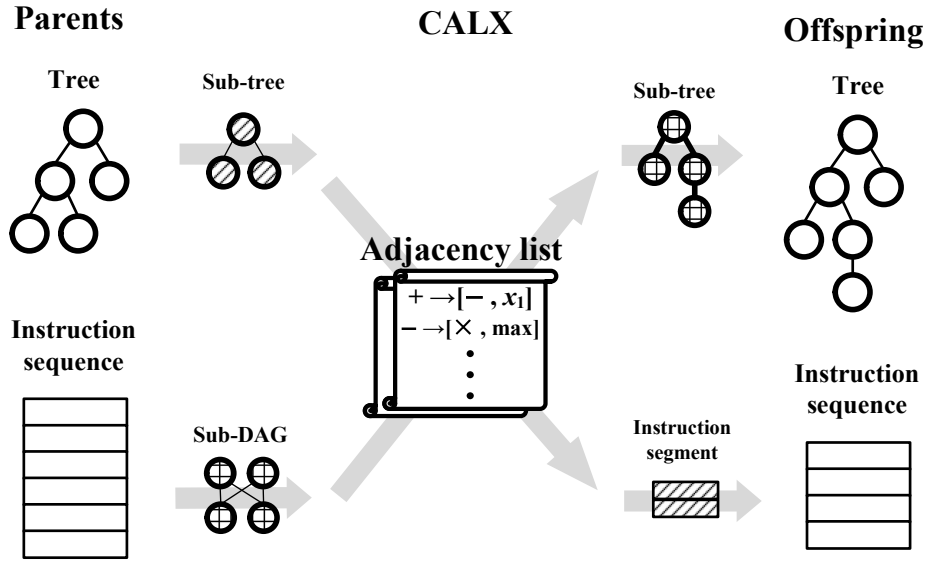 Parents
CALX
Offspring
Tree
Sub-tree
Sub-tree
Tree
Adjacency list
+ →[− , x₁]
− →[× , max]
Instruction
sequence
Sub-DAG
Instruction
segment
Instruction
sequence